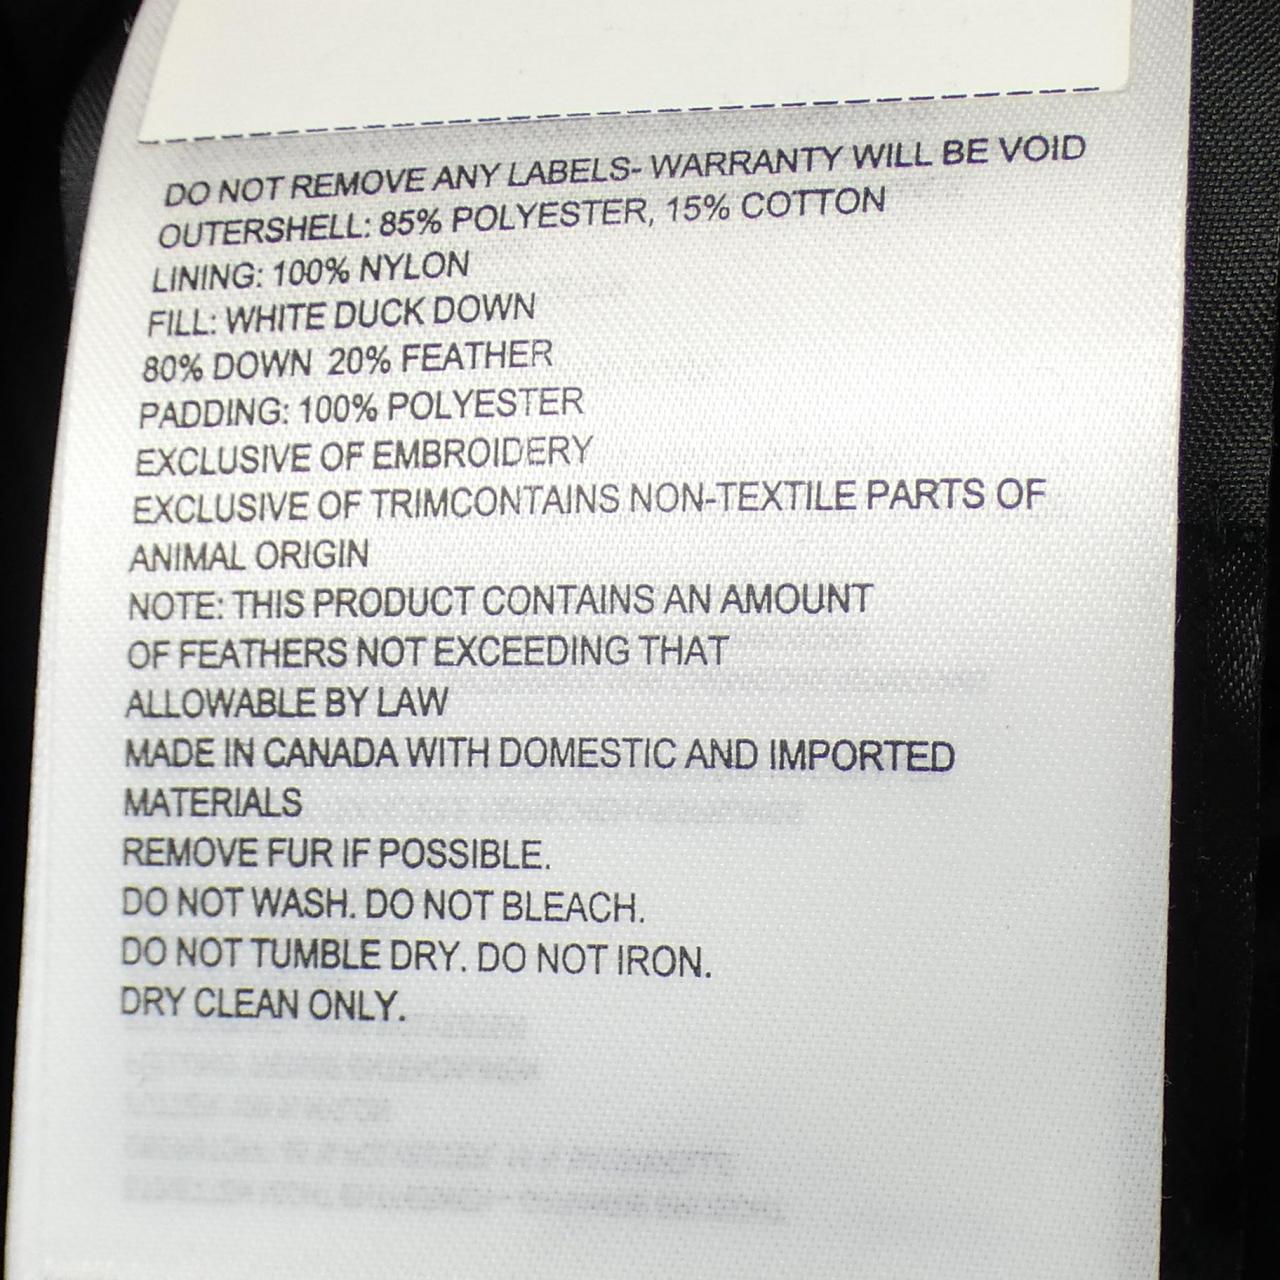 DO NOT REMOVE ANY LABELS- WARRANTY WILL BE VOID
OUTERSHELL: 85% POLYESTER, 15% COTTON
LINING: 100% NYLON
FILL: WHITE DUCK DOWN
80% DOWN 20% FEATHER
PADDING: 100% POLYESTER
EXCLUSIVE OF EMBROIDERY
EXCLUSIVE OF TRIMCONTAINS NON-TEXTILE PARTS OF
ANIMAL ORIGIN
NOTE: THIS PRODUCT CONTAINS AN AMOUNT
OF FEATHERS NOT EXCEEDING THAT
ALLOWABLE BY LAW
MADE IN CANADA WITH DOMESTIC AND IMPORTED
MATERIALS
REMOVE FUR IF POSSIBLE.
DO NOT WASH. DO NOT BLEACH.
DO NOT TUMBLE DRY. DO NOT IRON.
DRY CLEAN ONLY.